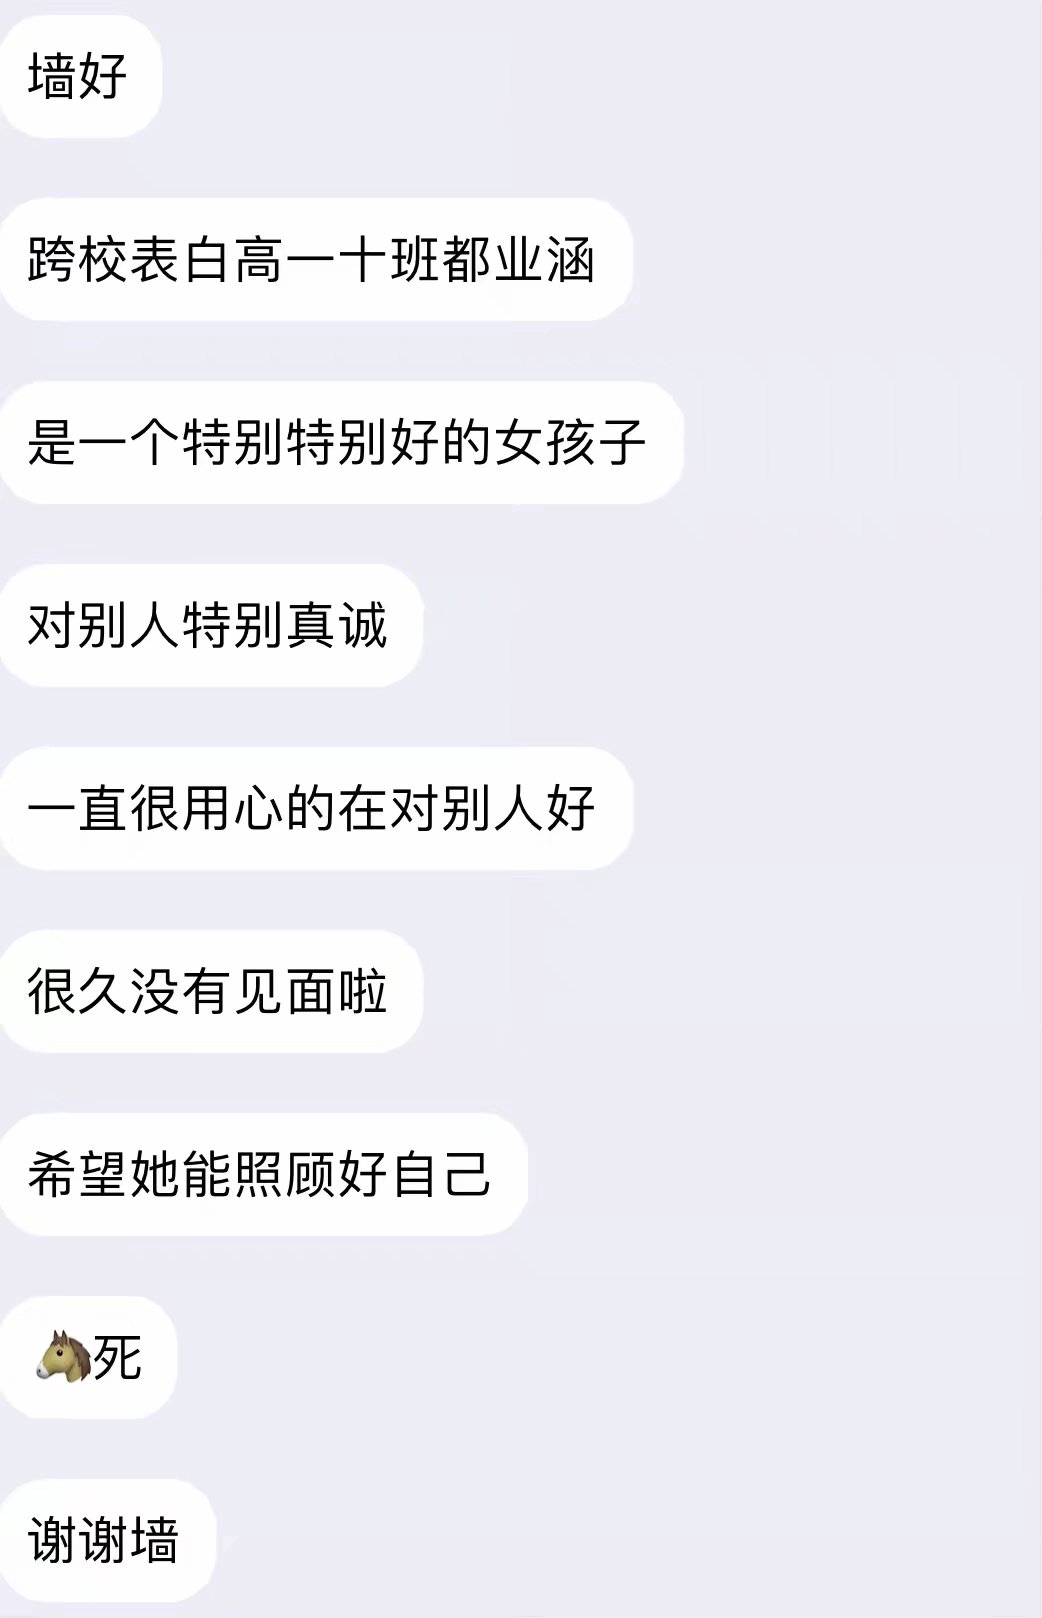 墙好
跨校表白高一十班都业涵
是一个特别特别好的女孩子
对别人特别真诚
一直很用心的在对别人好
很久没有见面啦
希望她能照顾好自己
🐴死
谢谢墙